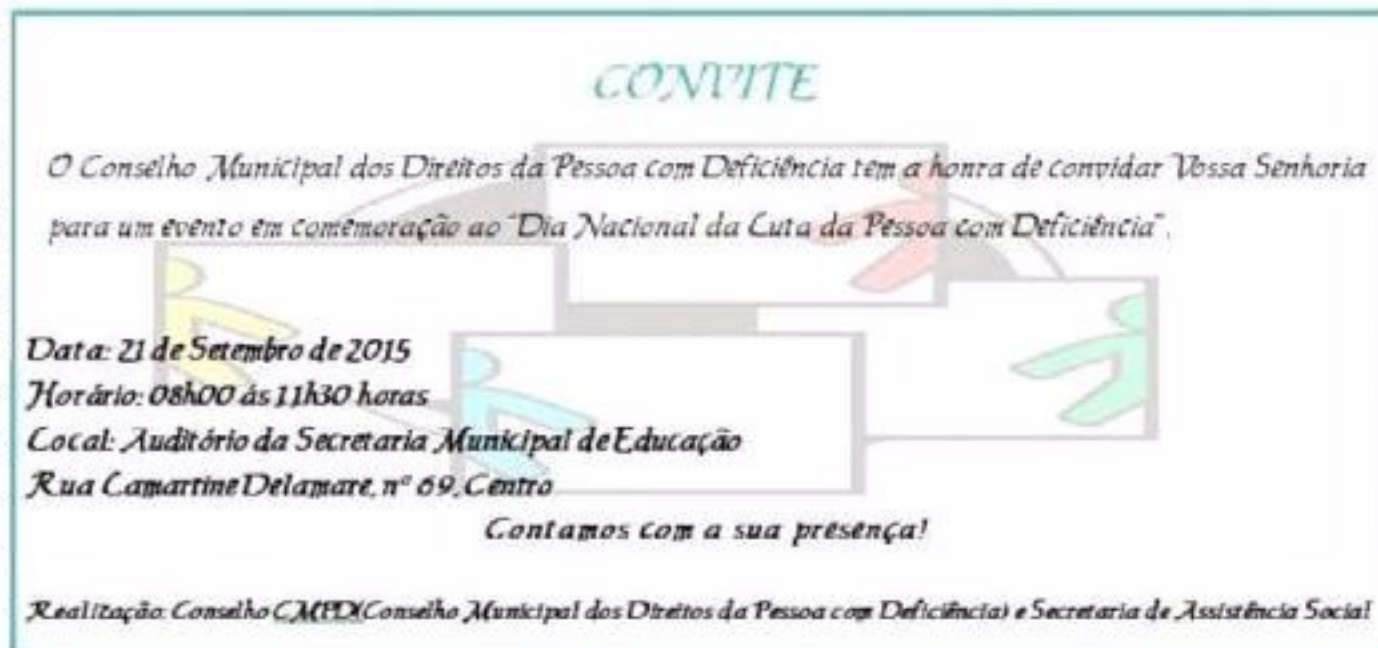 CONVITE
O Conselho Municipal dos Direitos da Pessoa com Deficiência tem a honra de convidar Vossa Senhoria
para um evento em comemoração ao "Dia Nacional da Luta da Pessoa com Deficiência".
Data: 21 de Setembro de 2015
Horário: 08h00 às 11h30 horas
Local: Auditório da Secretaria Municipal de Educação
Rua Lamartine Delamare, nº 69, Centro
Contamos com a sua presença!
Realização: Conselho CMPD(Conselho Municipal dos Direitos da Pessoa com Deficiência) e Secretaria de Assistência Social